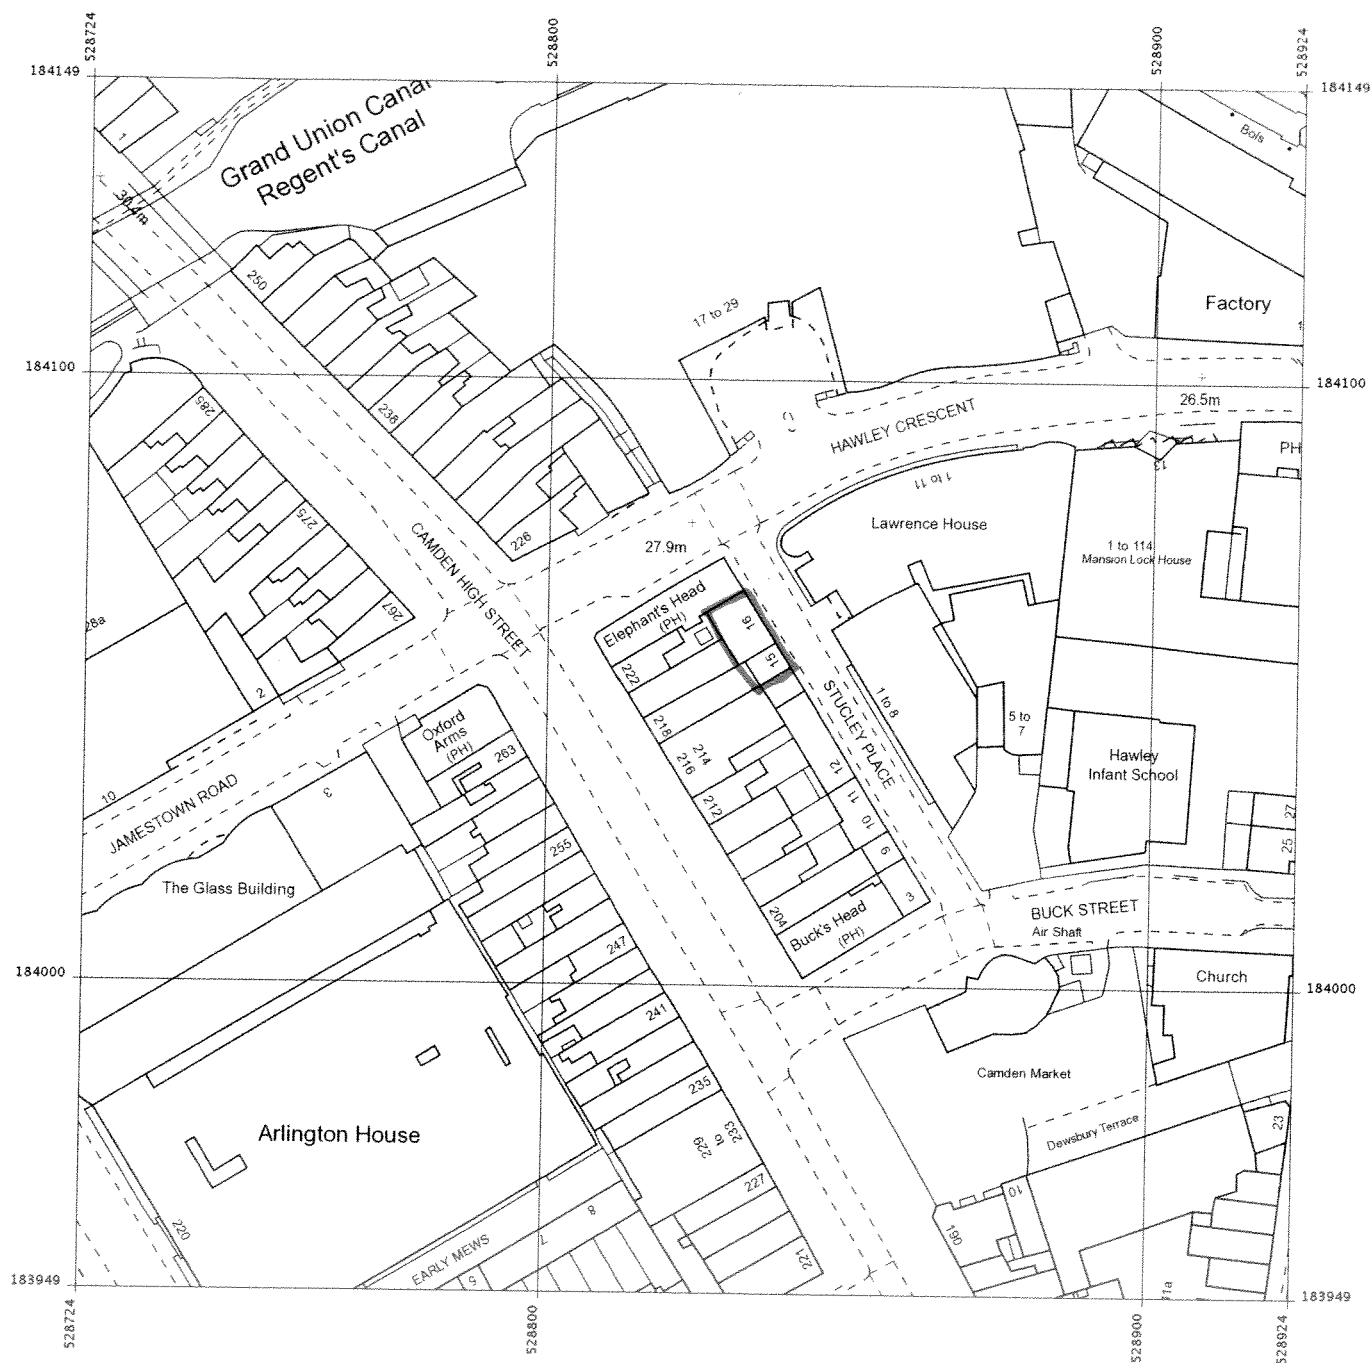 528724
528800
528900
528924
184149
184149
Grand Union Canal
Regent's Canal
Bols
30.4m
250
17 to 29
Factory
184100
184100
285
238
HAWLEY CRESCENT
26.5m
PH
13
1 to 11
275
226
CAMDEN HIGH STREET
27.9m
Lawrence House
1 to 114
Mansion Lock House
28a
267
Elephant's Head
(PH)
16
15
222
2
218
STUCLEY PLACE
1 to 8
5 to
7
Oxford
Arms
(PH)
263
214
216
212
12
11
10
9
3
Hawley
Infant School
10
JAMESTOWN ROAD
1
3
255
27
25
The Glass Building
204
Buck's Head
(PH)
BUCK STREET
Air Shaft
247
184000
184000
Church
241
Camden Market
235
Arlington House
233
to
229
Dewsbury Terrace
23
227
10
220
8
7
5
EARLY MEWS
221
190
11a
183949
183949
528724
528800
528900
528924